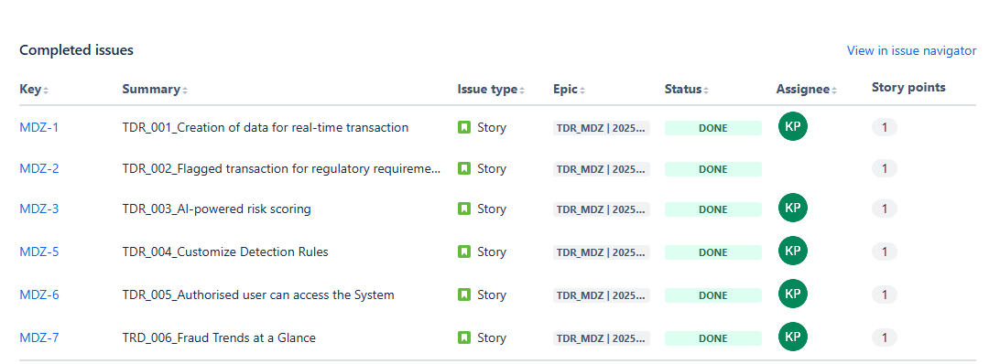 Completed issues View in issue navigator
Key Summary Issue type Epic Status Assignee Story points
MDZ-1 TDR_001_Creation of data for real-time transaction Story TDR_MDZ | 2025... DONE KP 1
MDZ-2 TDR_002_Flagged transaction for regulatory requireme... Story TDR_MDZ | 2025... DONE 1
MDZ-3 TDR_003_AI-powered risk scoring Story TDR_MDZ | 2025... DONE KP 1
MDZ-5 TDR_004_Customize Detection Rules Story TDR_MDZ | 2025... DONE KP 1
MDZ-6 TDR_005_Authorised user can access the System Story TDR_MDZ | 2025... DONE KP 1
MDZ-7 TRD_006_Fraud Trends at a Glance Story TDR_MDZ | 2025... DONE KP 1